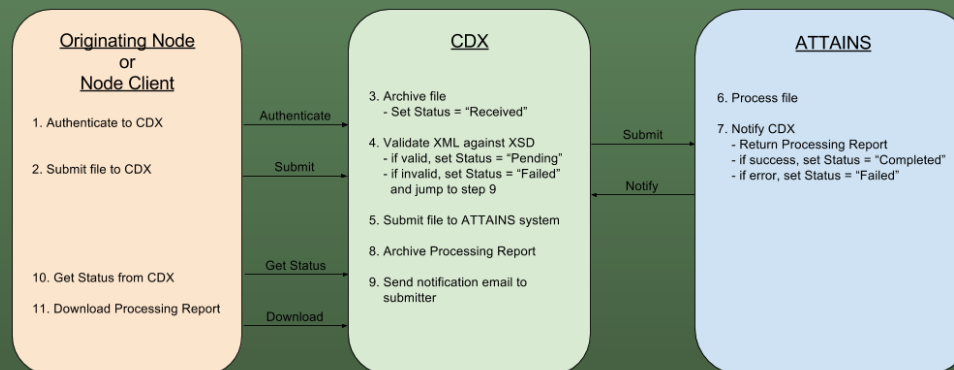 Originating Node
or
Node Client
1. Authenticate to CDX
2. Submit file to CDX
10. Get Status from CDX
11. Download Processing Report
Authenticate
Submit
Get Status
Download
CDX
3. Archive file
- Set Status = “Received”
4. Validate XML against XSD
- if valid, set Status = “Pending”
- if invalid, set Status = “Failed”
and jump to step 9
5. Submit file to ATTAINS system
8. Archive Processing Report
9. Send notification email to
submitter
Submit
Notify
ATTAINS
6. Process file
7. Notify CDX
- Return Processing Report
- if success, set Status = “Completed”
- if error, set Status = “Failed”